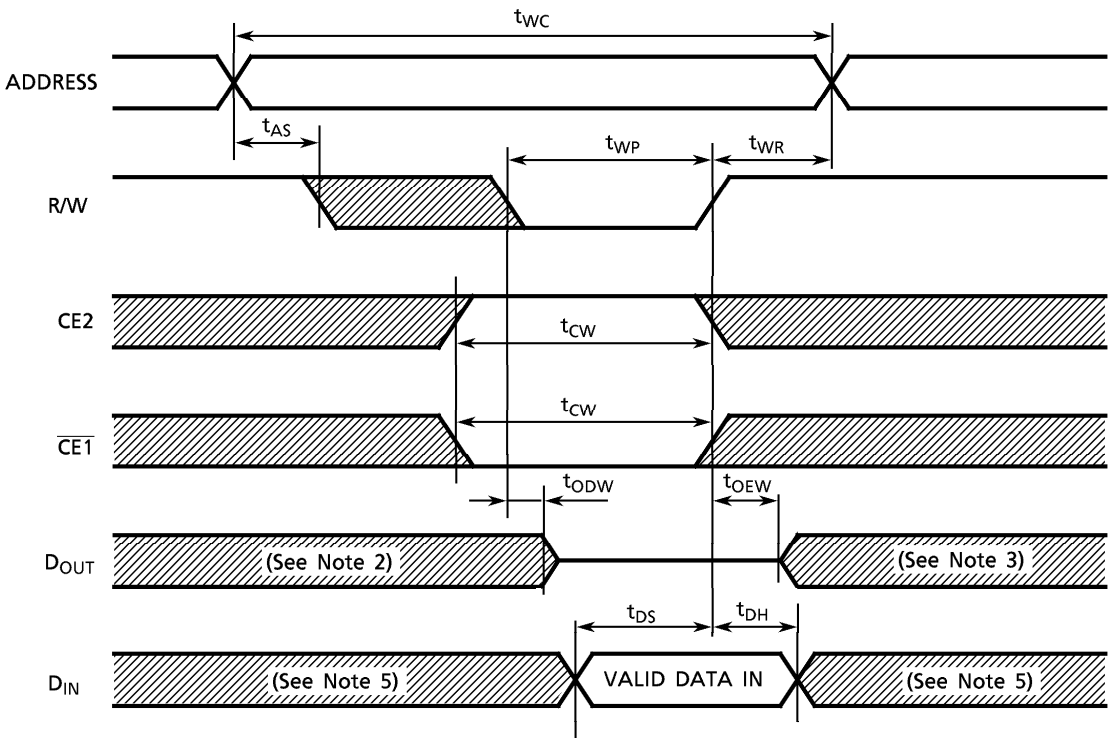 tWC
ADDRESS
tAS
tWP
tWR
R/W
CE2
tCW
tCW
CE1
tODW
tOEW
DOUT
(See Note 2)
(See Note 3)
tDS
tDH
DIN
(See Note 5)
VALID DATA IN
(See Note 5)